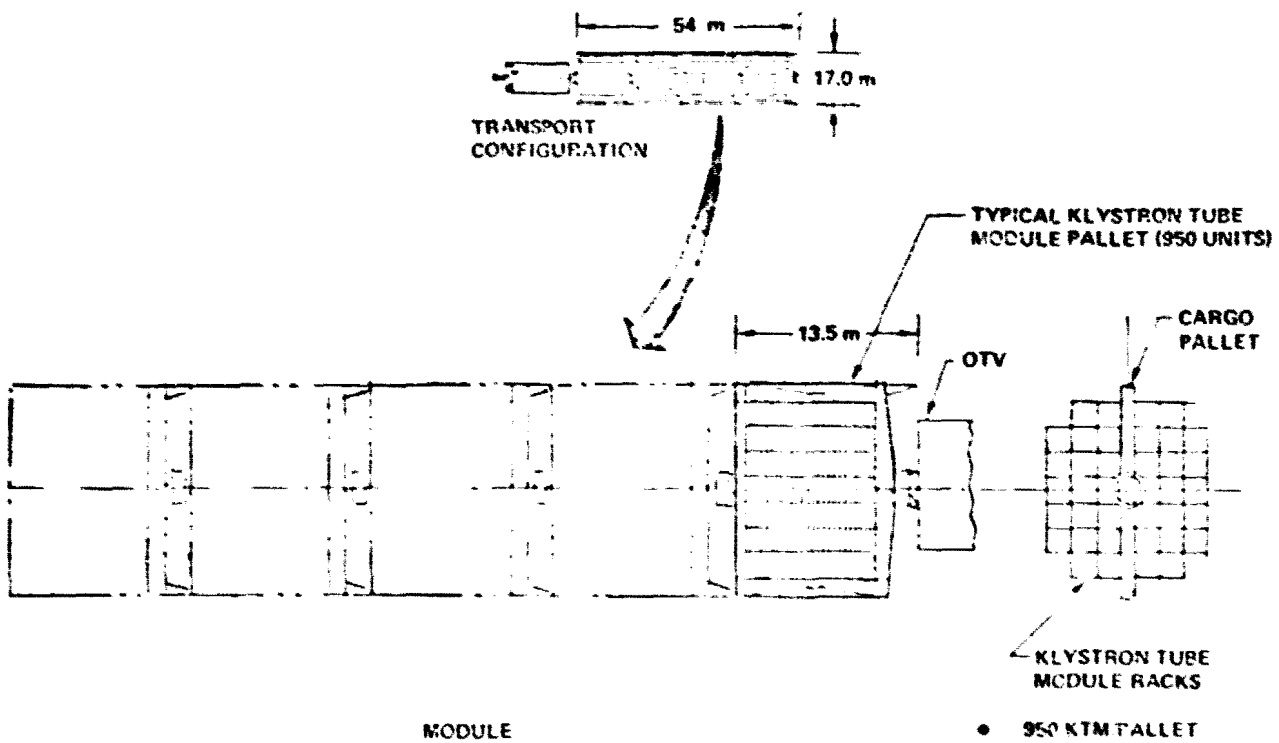 54 m
17.0 m
TRANSPORT
CONFIGURATION
TYPICAL KLYSTRON TUBE
MODULE PALLET (950 UNITS)
13.5 m
OTV
CARGO
PALLET
KLYSTRON TUBE
MODULE RACKS
MODULE
• 950 KTM PALLET